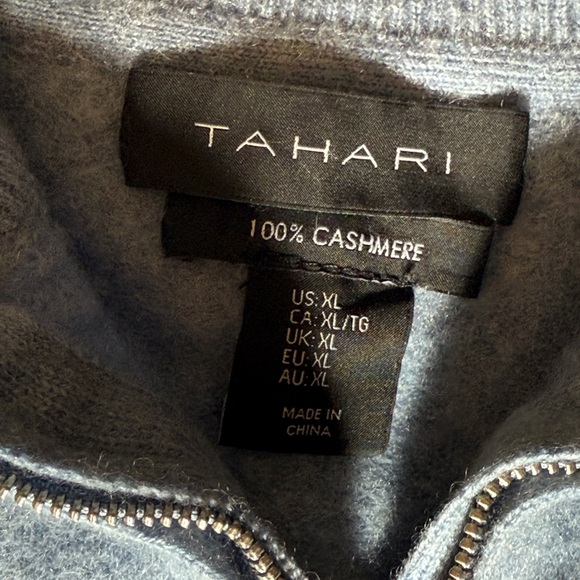 TAHARI
100% CASHMERE
US: XL
CA: XL/TG
UK: XL
EU: XL
AU: XL
MADE IN
CHINA